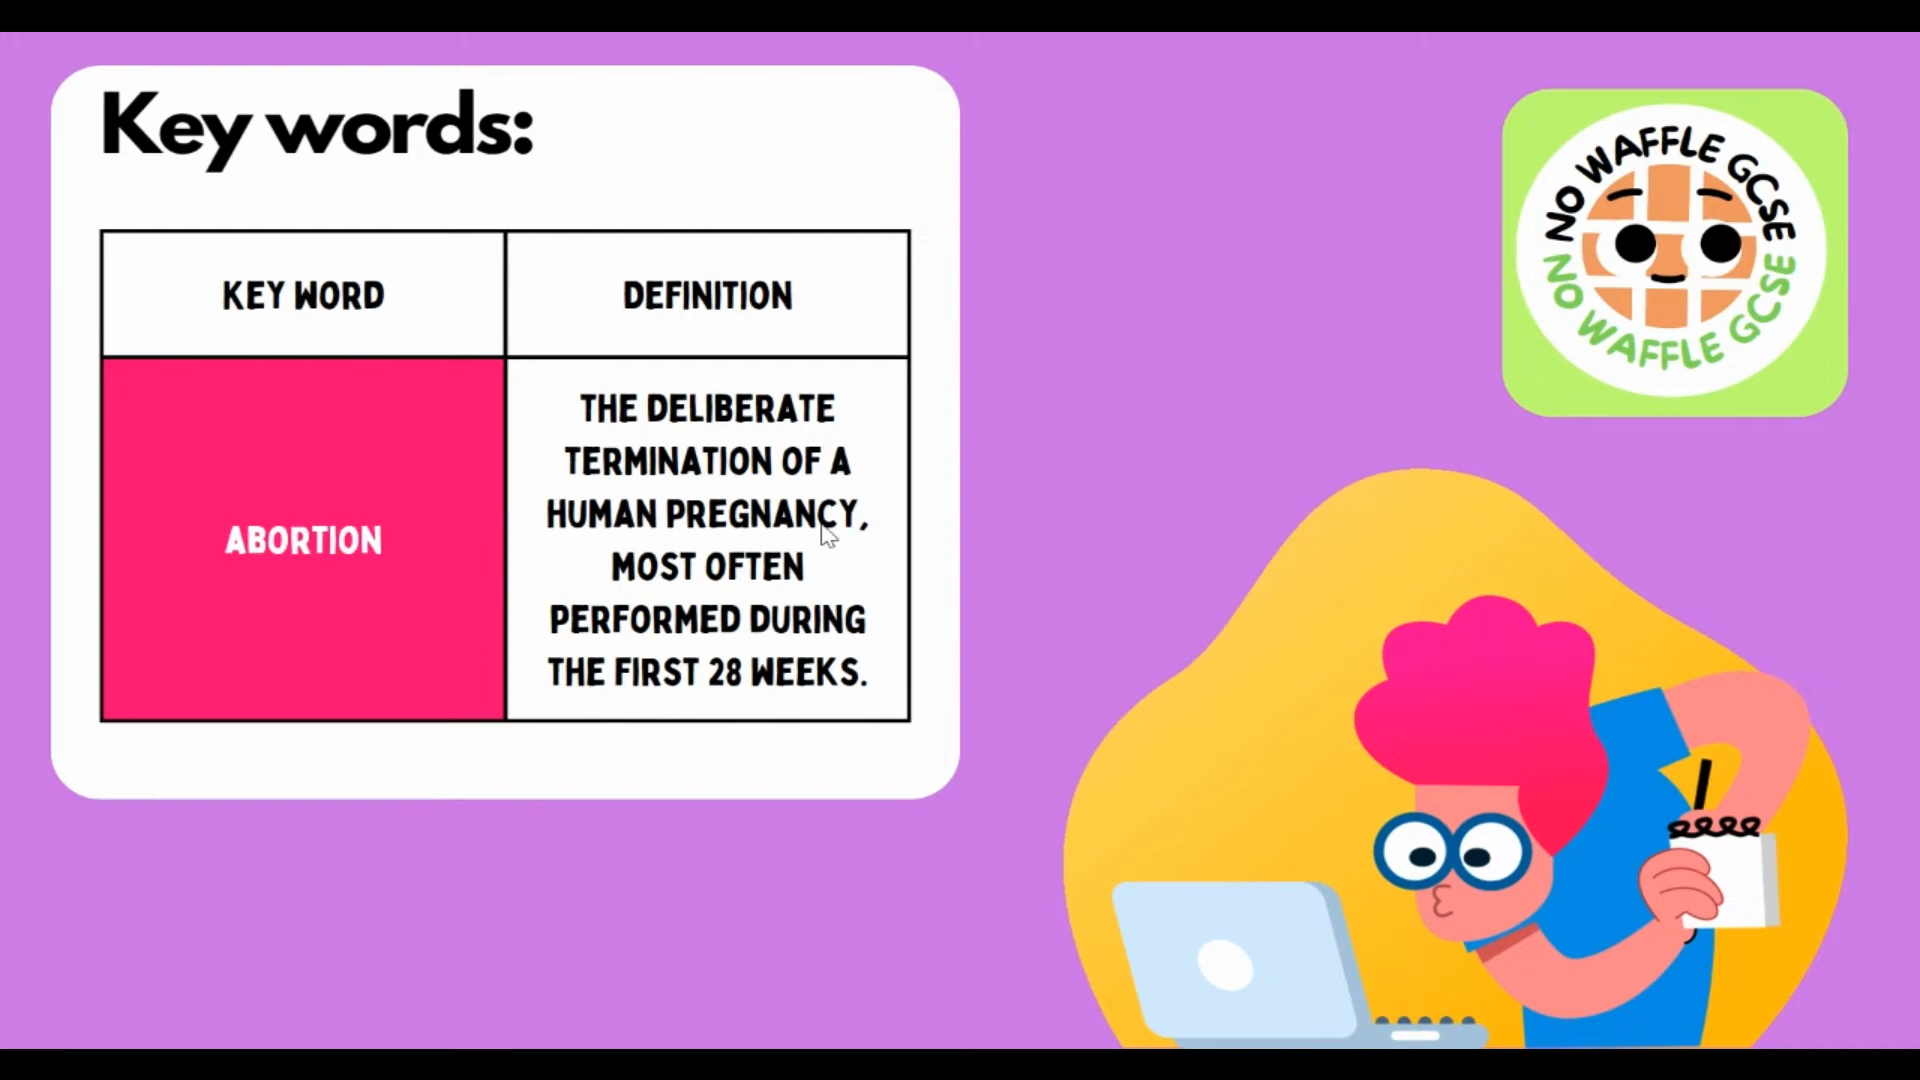 Key words:
KEY WORD
DEFINITION
ABORTION
THE DELIBERATE
TERMINATION OF A
HUMAN PREGNANCY,
MOST OFTEN
PERFORMED DURING
THE FIRST 28 WEEKS.
NO WAFFLE GCSE
NO WAFFLE GCSE